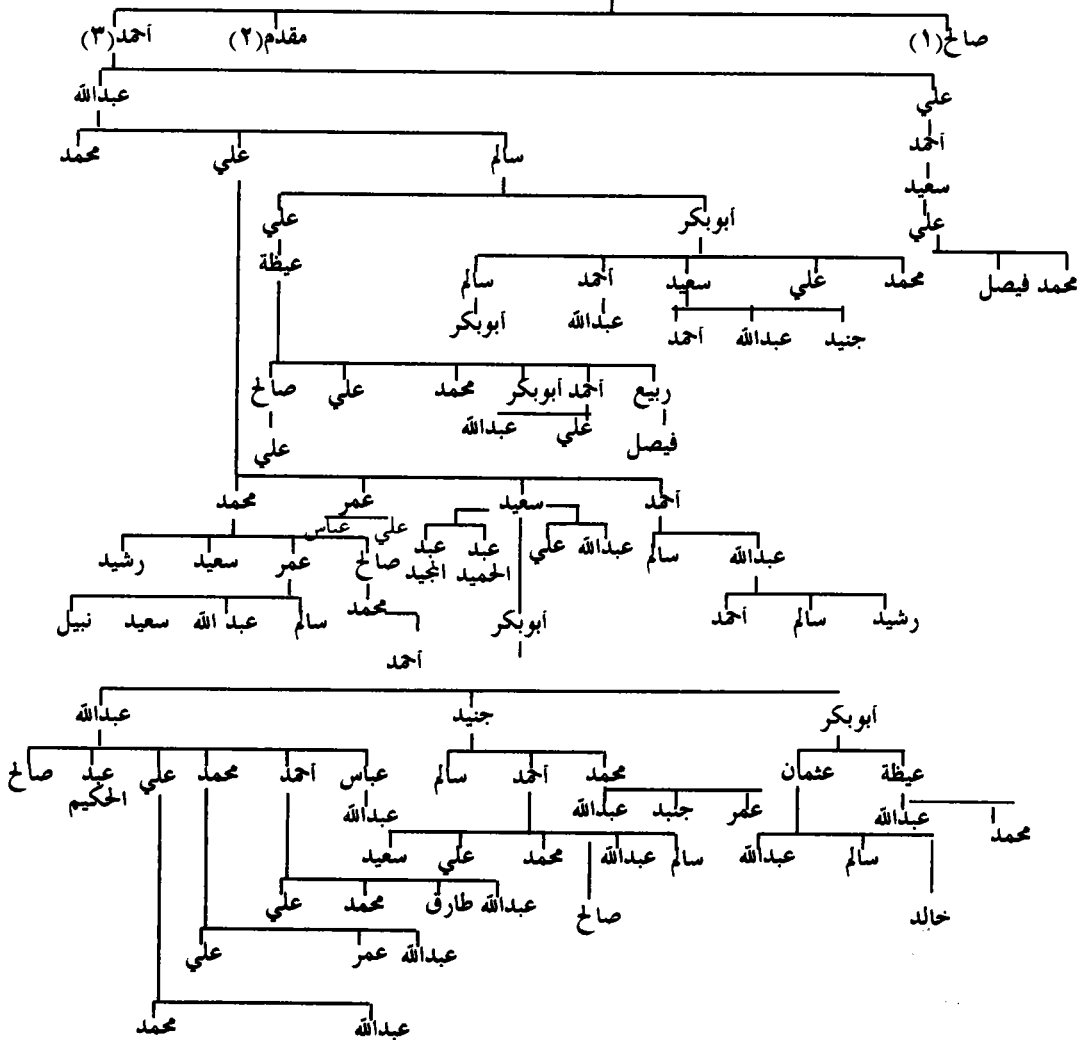 صالح (١) مقدم (٢) أحمد (٣)
علي عبدالله
أحمد
سالم علي محمد
سعيد
علي أبوبكر علي
عيظة
محمد فيصل محمد علي سعيد أحمد سالم
جنيد عبدالله أحمد عبدالله أبوبكر
ربيع أحمد أبوبكر محمد علي صالح
علي عبدالله
فيصل علي
أحمد سعيد عمر محمد
علي عباس
عبدالله سالم عبدالله علي عبد الحميد عبد المجيد صالح عمر سعيد رشيد
رشيد سالم أحمد أبوبكر محمد سالم عبد الله سعيد نبيل
أحمد
أبوبكر جنيد عبدالله
عيظة عثمان محمد أحمد سالم عباس أحمد محمد علي عبد الحكيم صالح
محمد عبدالله عمر جنيد عبدالله عبدالله
سالم عبدالله سالم عبدالله محمد علي سعيد
خالد صالح عبدالله طارق محمد علي
عبدالله عمر علي
عبدالله محمد